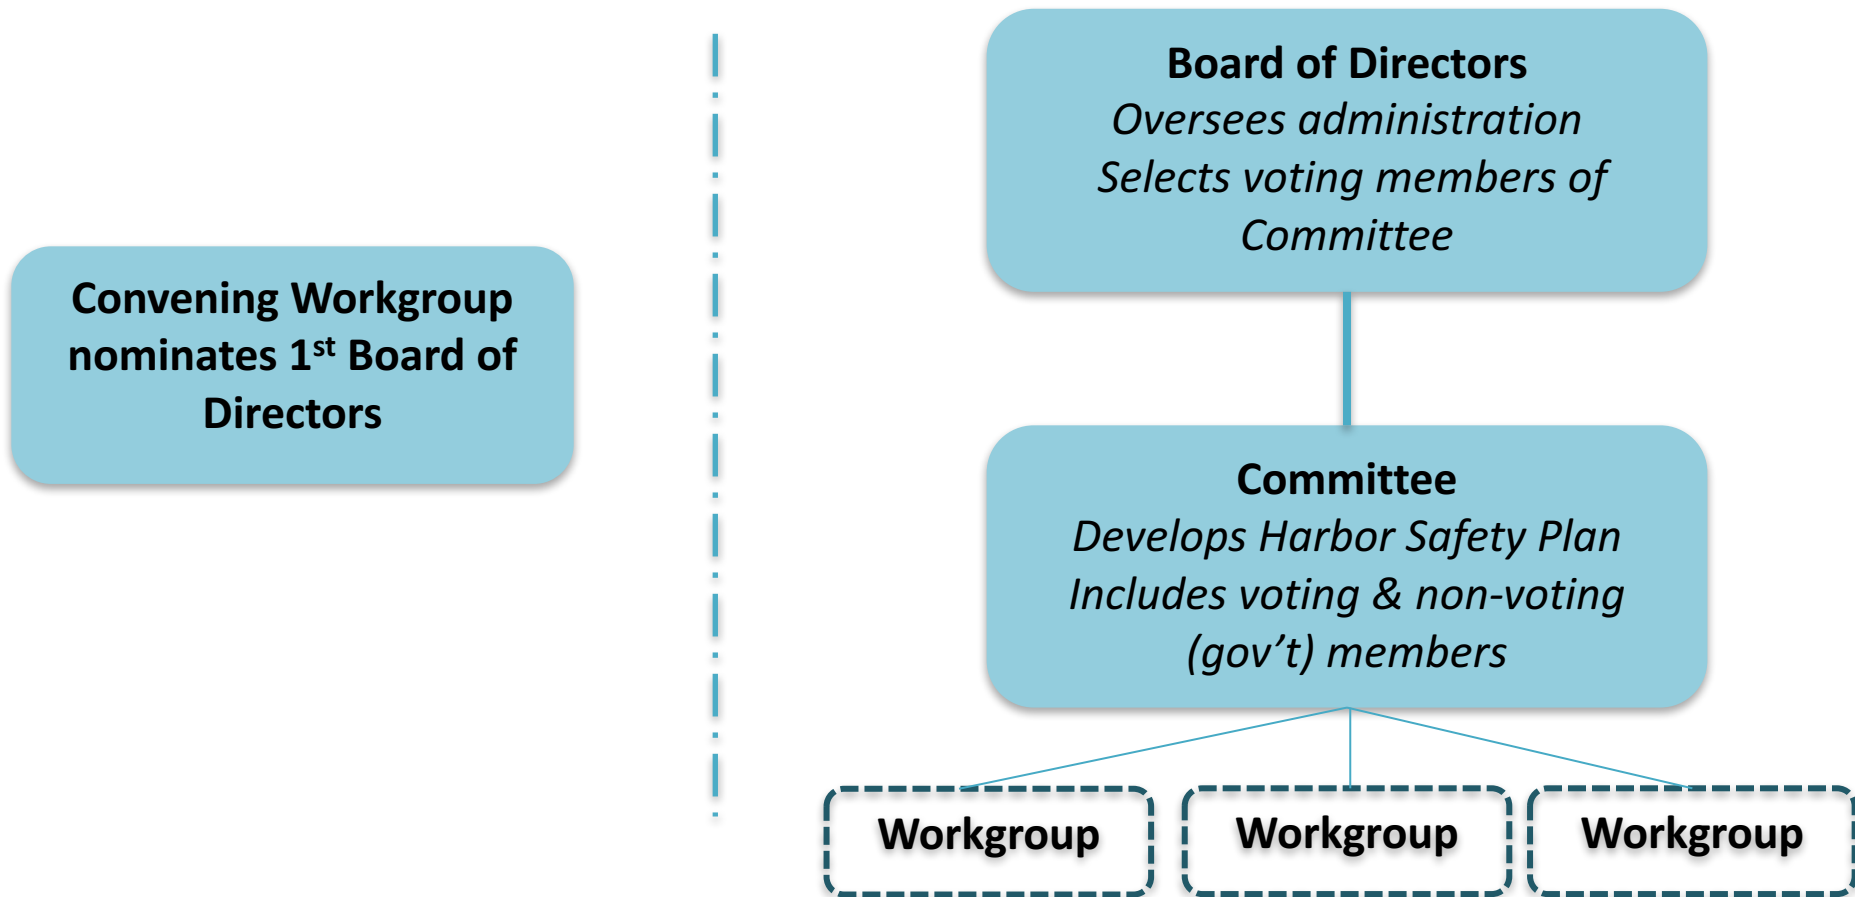 Convening Workgroup
nominates 1st Board of
Directors
Board of Directors
Oversees administration
Selects voting members of
Committee
Committee
Develops Harbor Safety Plan
Includes voting & non-voting
(gov’t) members
Workgroup
Workgroup
Workgroup